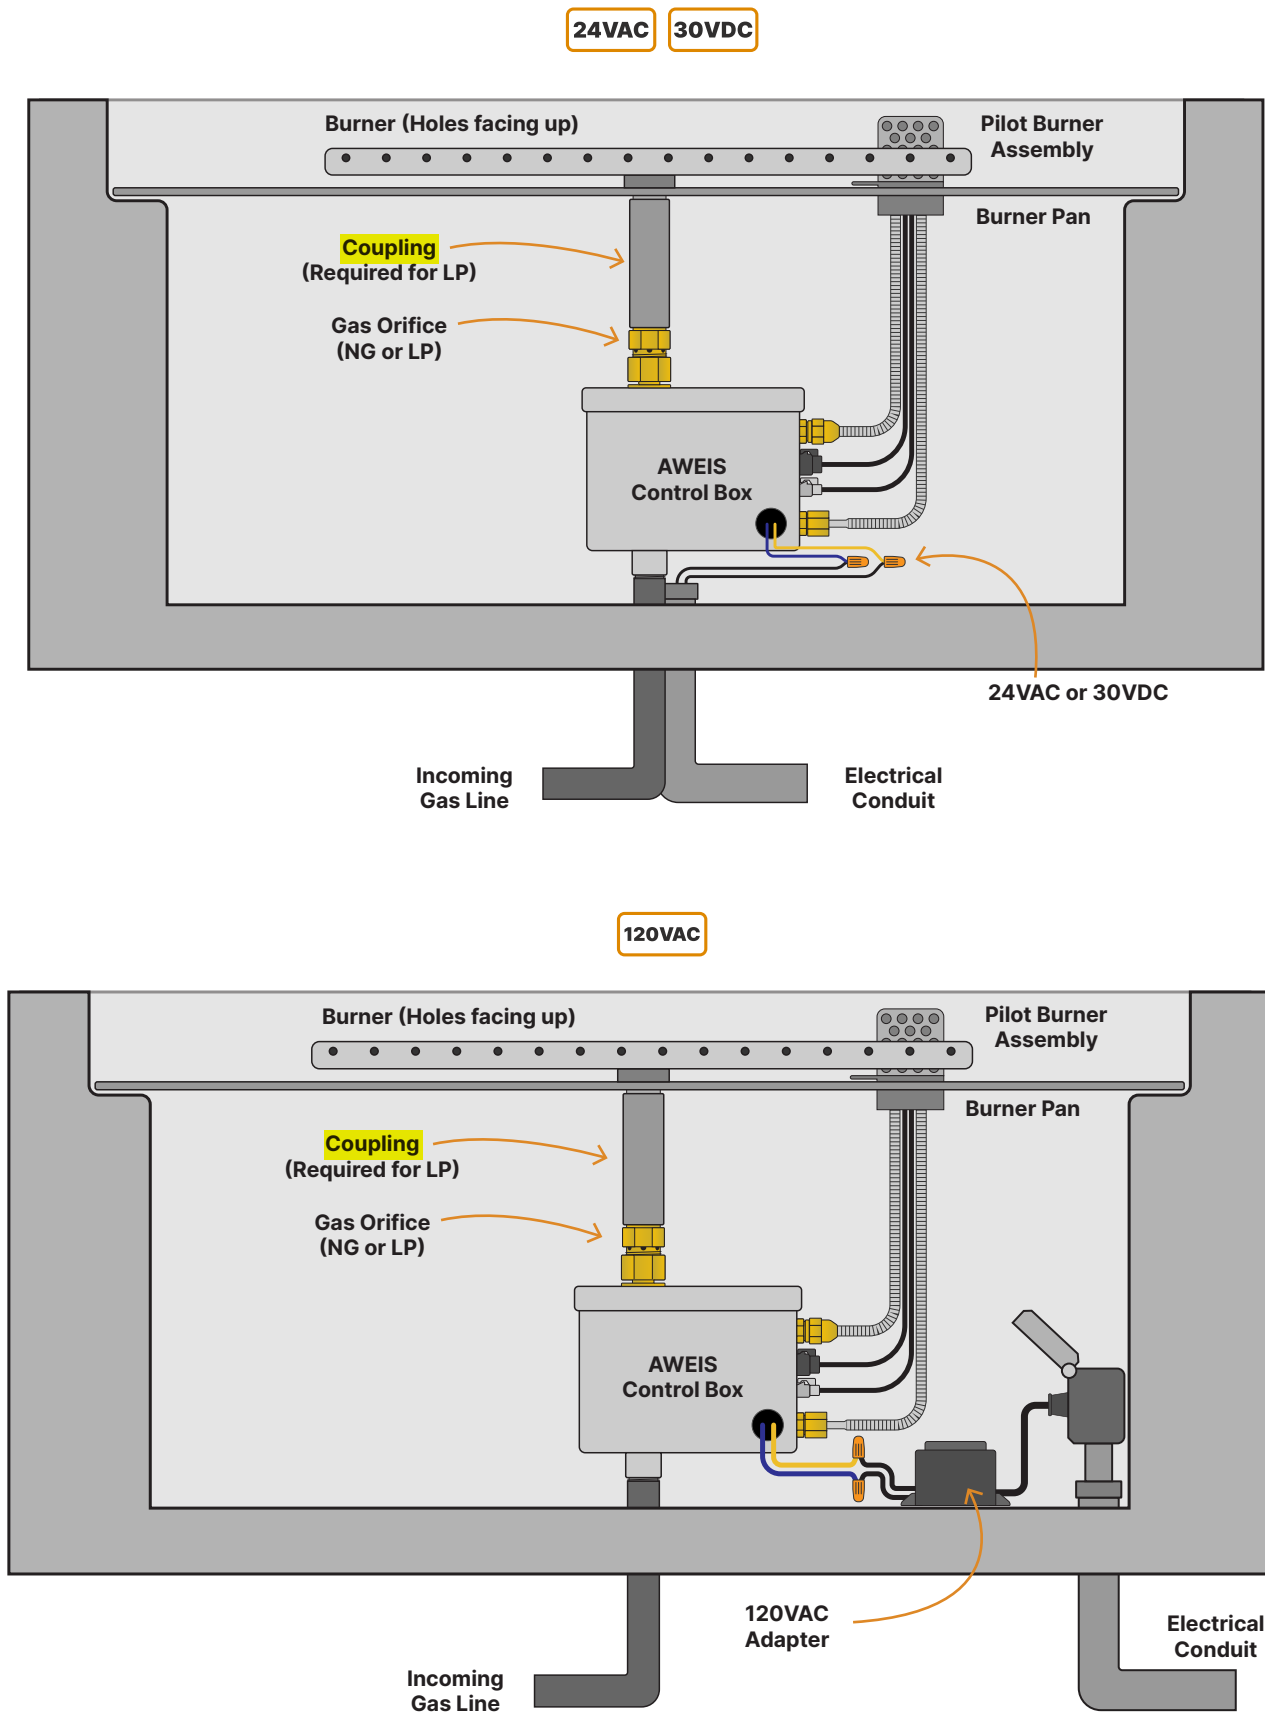 24VAC 30VDC
Burner (Holes facing up)
Pilot Burner
Assembly
Burner Pan
Coupling
(Required for LP)
Gas Orifice
(NG or LP)
AWEIS
Control Box
24VAC or 30VDC
Incoming
Gas Line
Electrical
Conduit
120VAC
Burner (Holes facing up)
Pilot Burner
Assembly
Burner Pan
Coupling
(Required for LP)
Gas Orifice
(NG or LP)
AWEIS
Control Box
120VAC
Adapter
Electrical
Conduit
Incoming
Gas Line